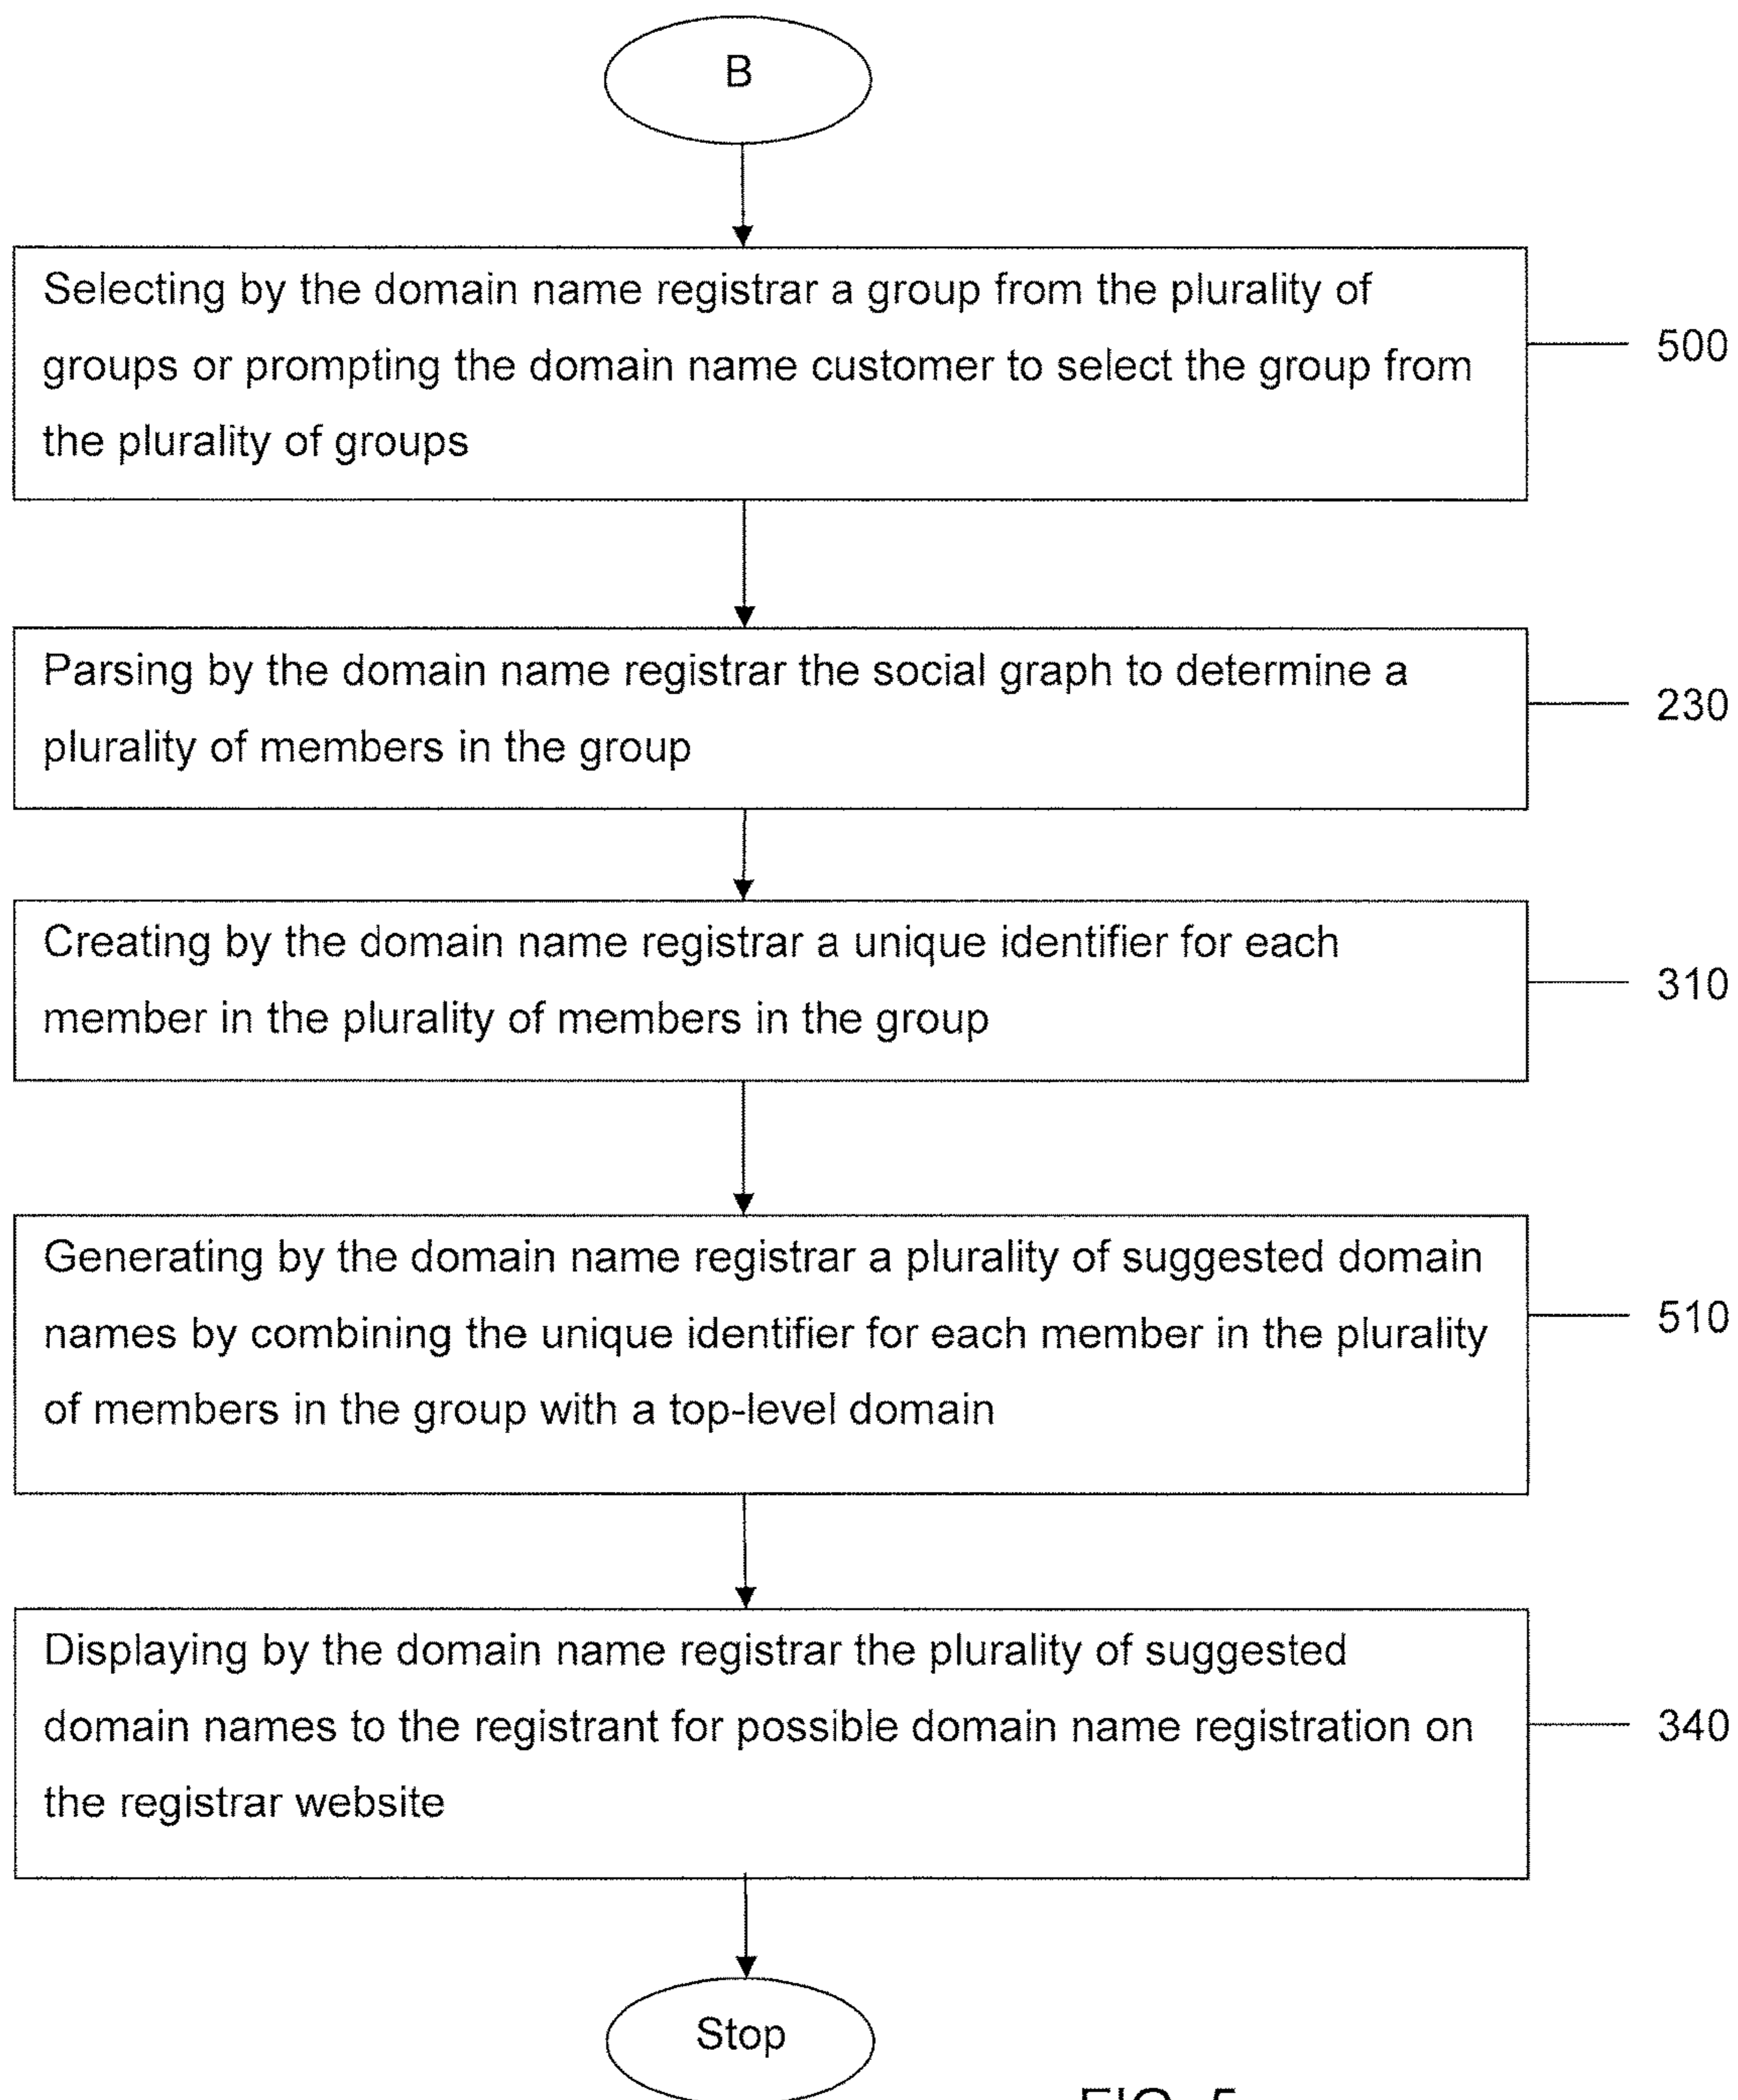 B
Selecting by the domain name registrar a group from the plurality of
groups or prompting the domain name customer to select the group from
the plurality of groups
500
Parsing by the domain name registrar the social graph to determine a
plurality of members in the group
230
Creating by the domain name registrar a unique identifier for each
member in the plurality of members in the group
310
Generating by the domain name registrar a plurality of suggested domain
names by combining the unique identifier for each member in the plurality
of members in the group with a top-level domain
510
Displaying by the domain name registrar the plurality of suggested
domain names to the registrant for possible domain name registration on
the registrar website
340
Stop
FIG. 5